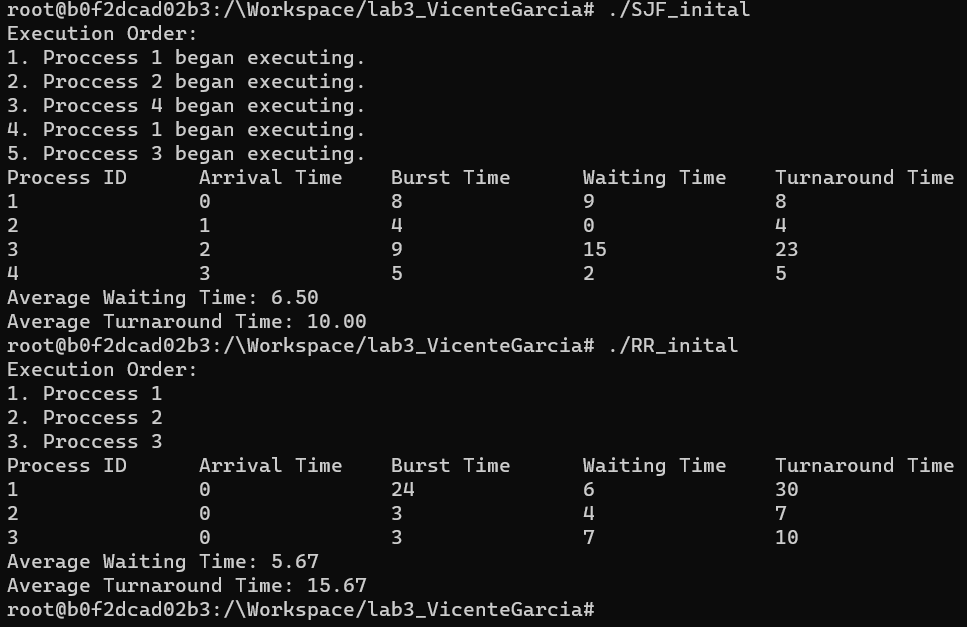 root@b0f2dcad02b3:/\Workspace/lab3_VicenteGarcia# ./SJF_inital
Execution Order:
1. Proccess 1 began executing.
2. Proccess 2 began executing.
3. Proccess 4 began executing.
4. Proccess 1 began executing.
5. Proccess 3 began executing.
Process ID      Arrival Time    Burst Time      Waiting Time    Turnaround Time
1               0               8               9               8
2               1               4               0               4
3               2               9               15              23
4               3               5               2               5
Average Waiting Time: 6.50
Average Turnaround Time: 10.00
root@b0f2dcad02b3:/\Workspace/lab3_VicenteGarcia# ./RR_inital
Execution Order:
1. Proccess 1
2. Proccess 2
3. Proccess 3
Process ID      Arrival Time    Burst Time      Waiting Time    Turnaround Time
1               0               24              6               30
2               0               3               4               7
3               0               3               7               10
Average Waiting Time: 5.67
Average Turnaround Time: 15.67
root@b0f2dcad02b3:/\Workspace/lab3_VicenteGarcia#